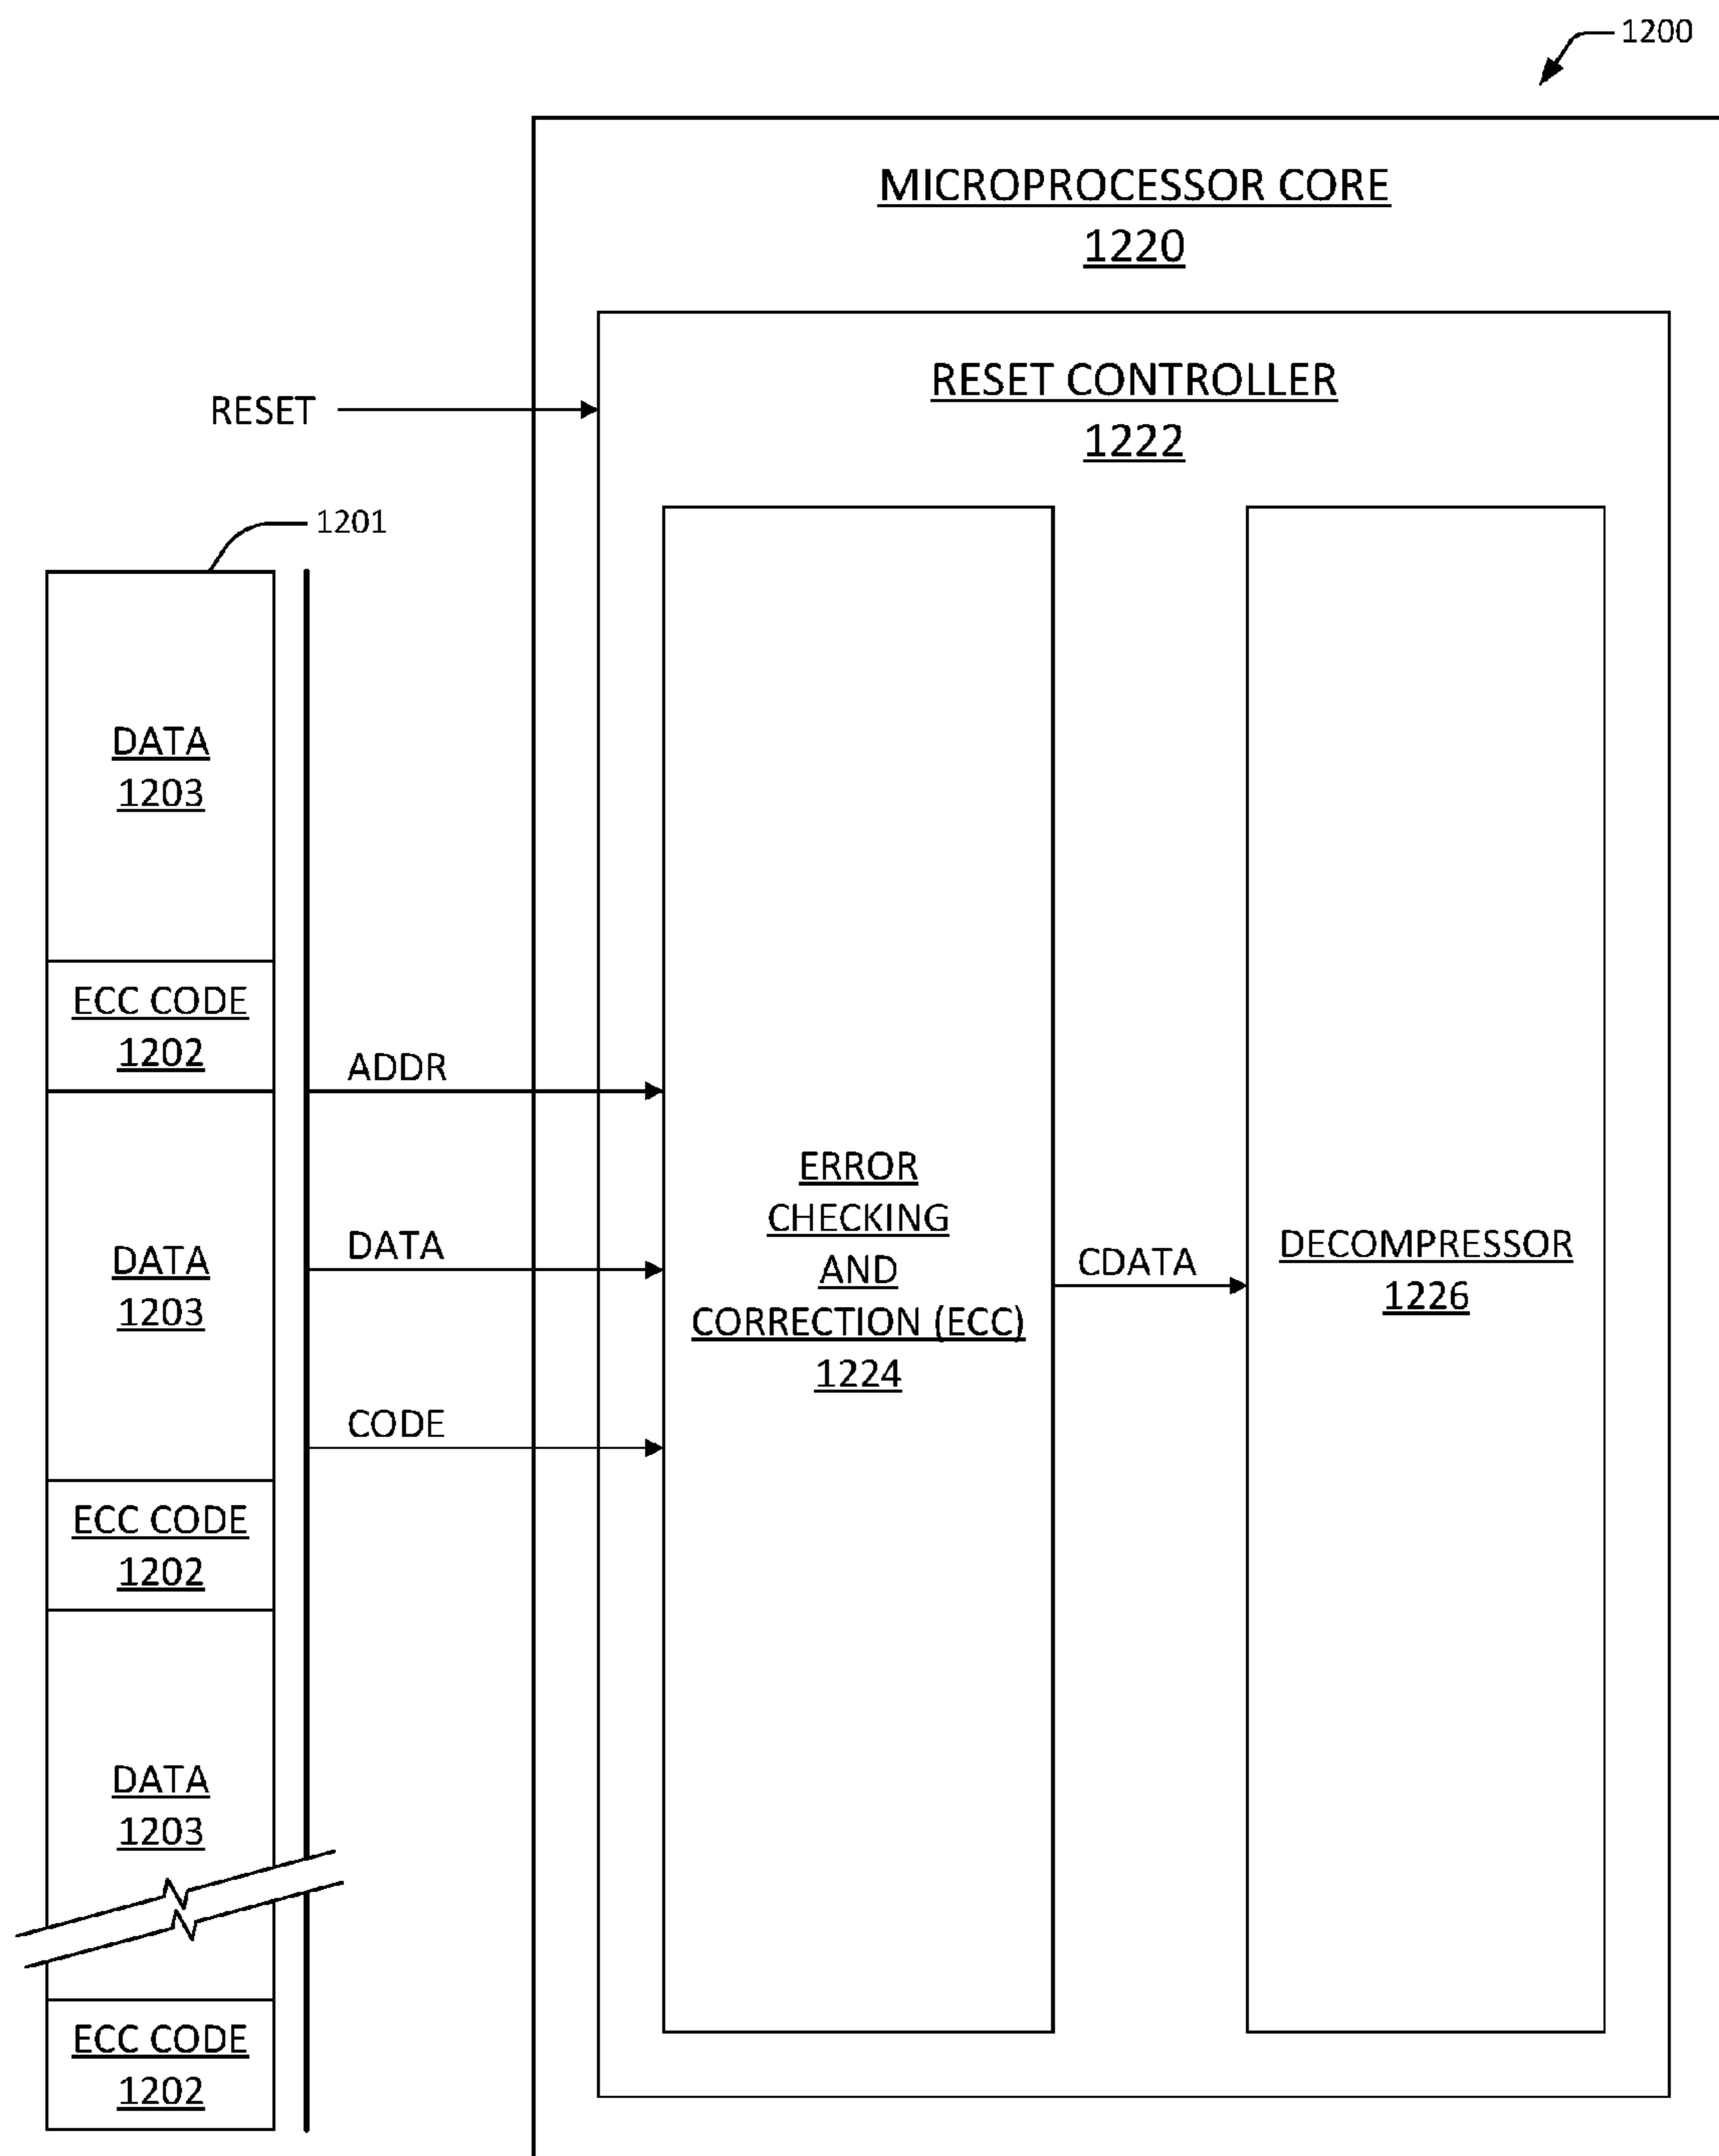 1200
MICROPROCESSOR CORE
1220
RESET CONTROLLER
1222
RESET
1201
DATA
1203
ECC CODE
1202
ADDR
DATA
1203
DATA
CODE
ERROR
CHECKING
AND
CORRECTION (ECC)
1224
CDATA
DECOMPRESSOR
1226
ECC CODE
1202
DATA
1203
ECC CODE
1202